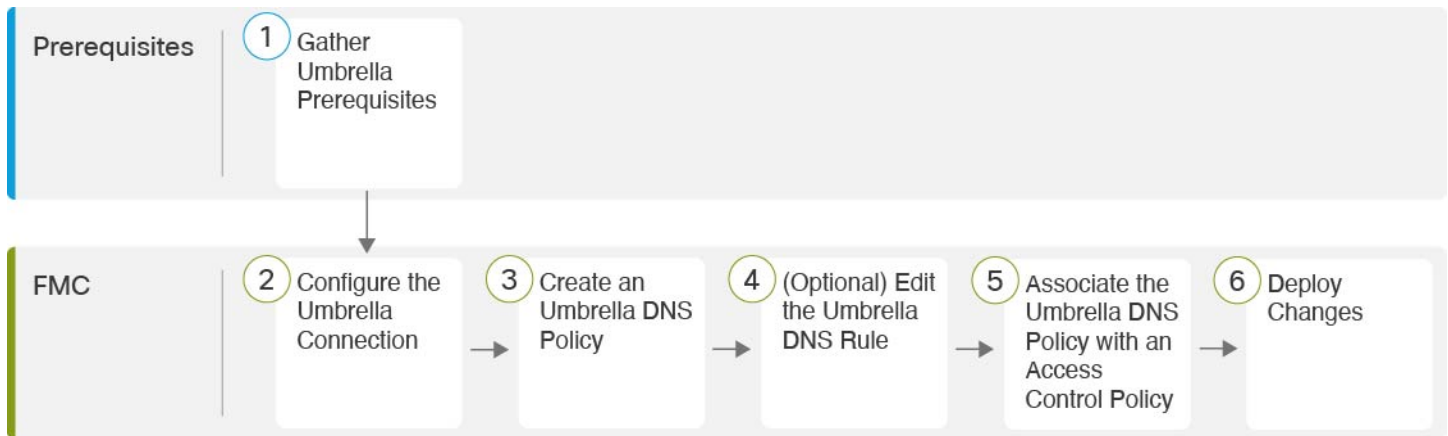 Prerequisites
1
Gather
Umbrella
Prerequisites
FMC
2
Configure the
Umbrella
Connection
3
Create an
Umbrella DNS
Policy
4
(Optional) Edit
the Umbrella
DNS Rule
5
Associate the
Umbrella DNS
Policy with an
Access
Control Policy
6
Deploy
Changes